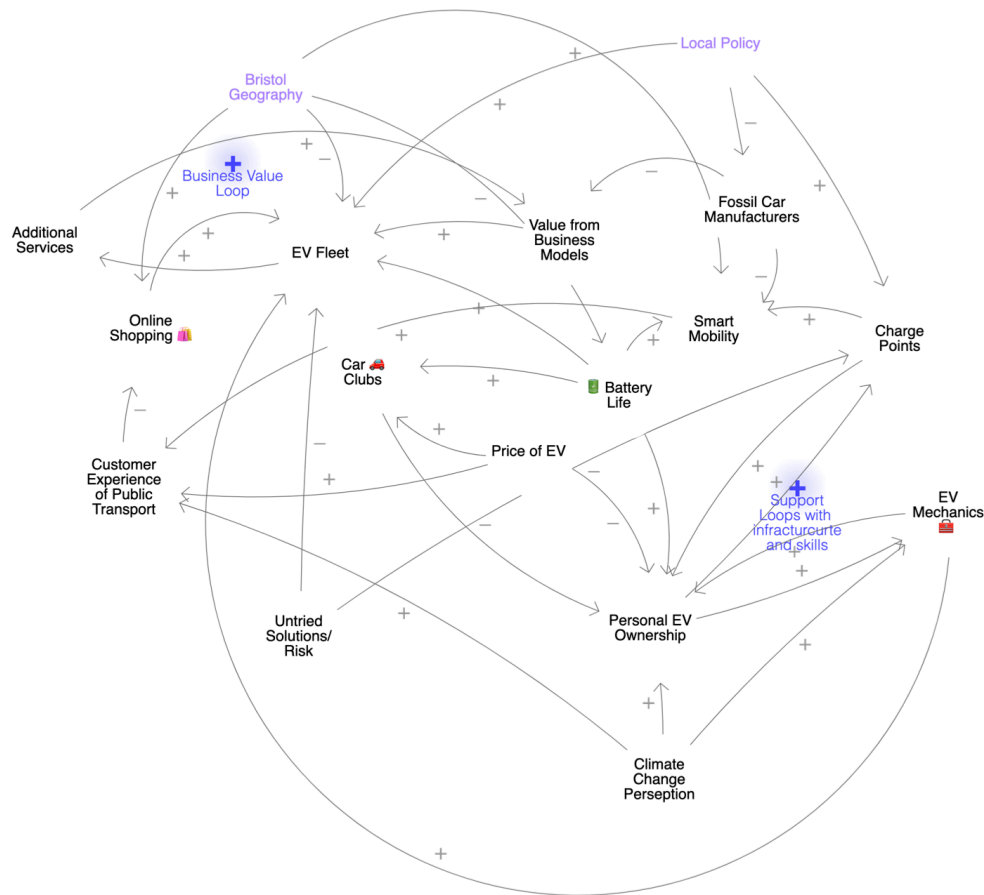 Local Policy
Bristol
Geography
Business Value
Loop
Fossil Car
Manufacturers
Additional
Services
Value from
Business
Models
EV Fleet
Online
Shopping 🛍️
Smart
Mobility
Charge
Points
Car 🚗
Clubs
🛢️ Battery
Life
Price of EV
Customer
Experience
of Public
Transport
Support
Loops with
infracturcurte
and skills
EV
Mechanics
🧰
Untried
Solutions/
Risk
Personal EV
Ownership
Climate
Change
Perseption